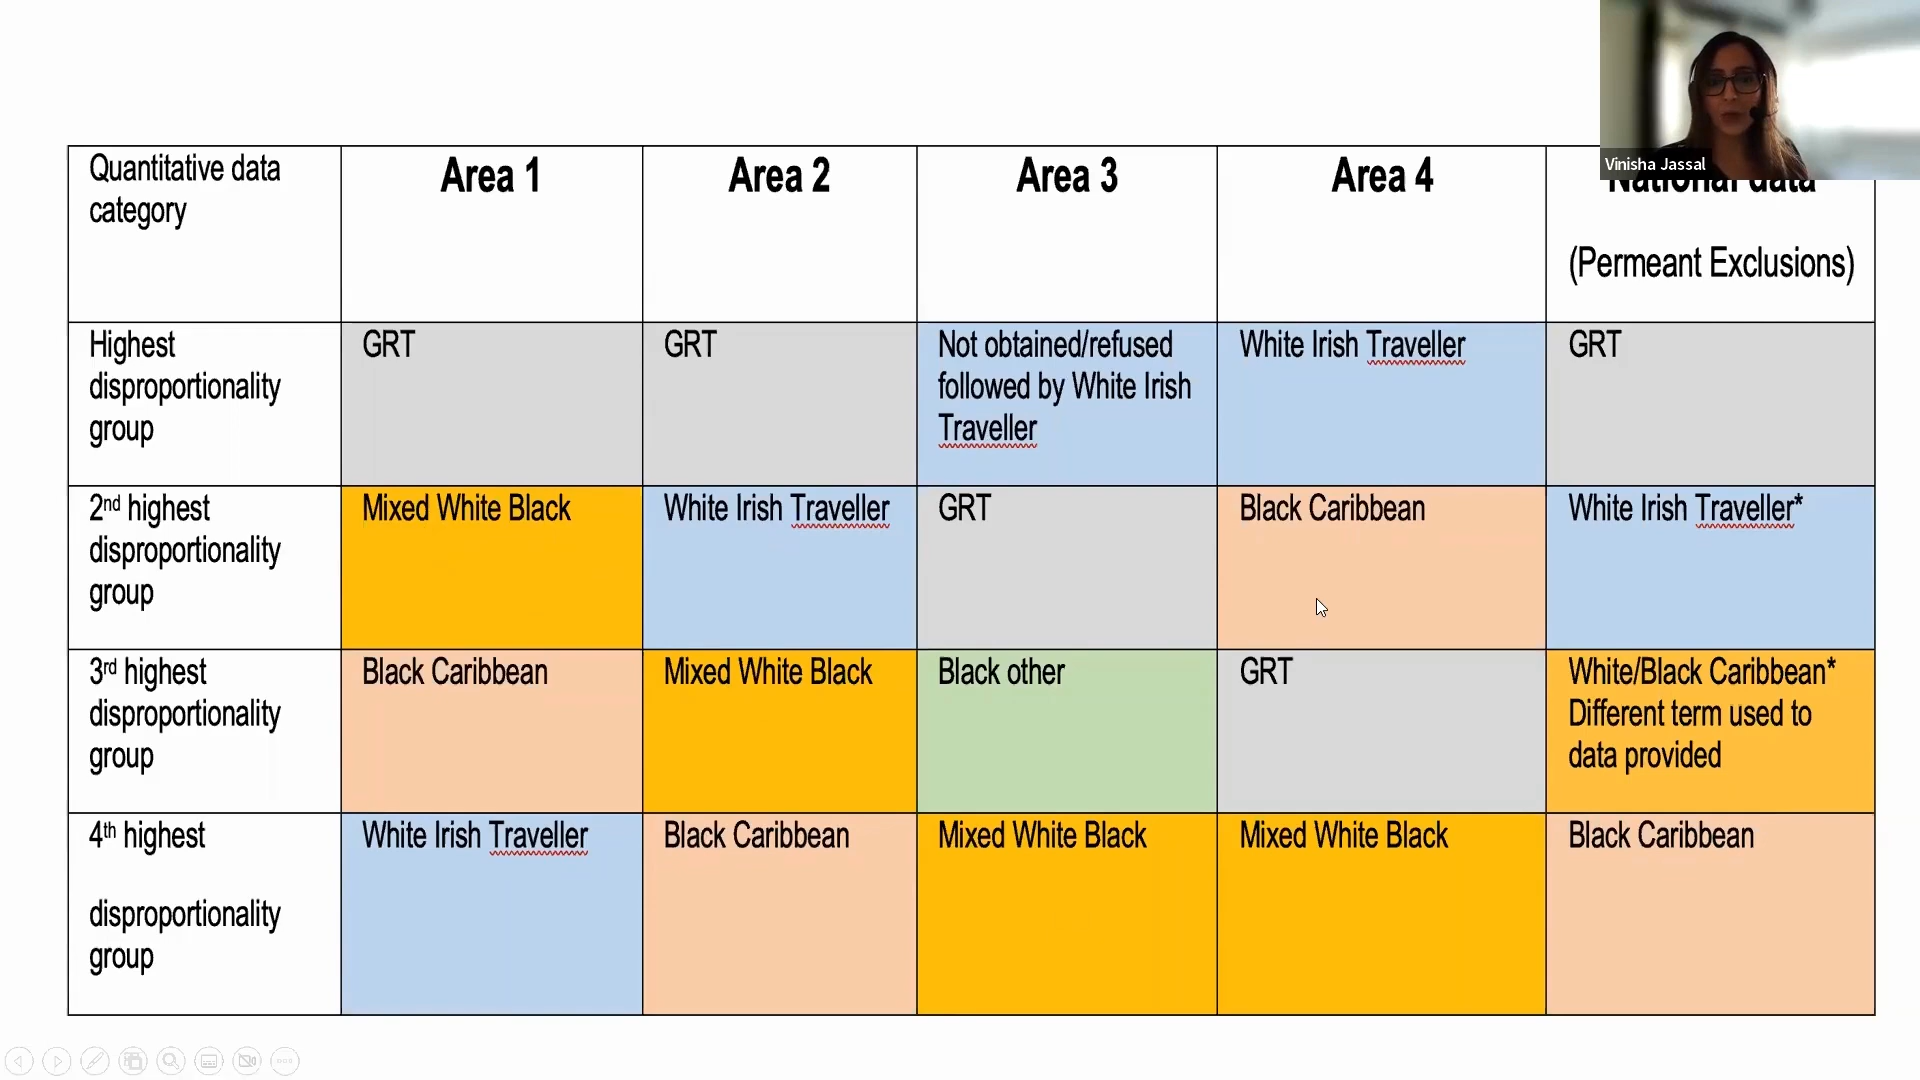 Vinisha Jassal
Quantitative data
category
Area 1
Area 2
Area 3
Area 4
National data
(Permeant Exclusions)
Highest
disproportionality
group
GRT
GRT
Not obtained/refused
followed by White Irish
Traveller
White Irish Traveller
GRT
2nd highest
disproportionality
group
Mixed White Black
White Irish Traveller
GRT
Black Caribbean
White Irish Traveller*
3rd highest
disproportionality
group
Black Caribbean
Mixed White Black
Black other
GRT
White/Black Caribbean*
Different term used to
data provided
4th highest
disproportionality
group
White Irish Traveller
Black Caribbean
Mixed White Black
Mixed White Black
Black Caribbean